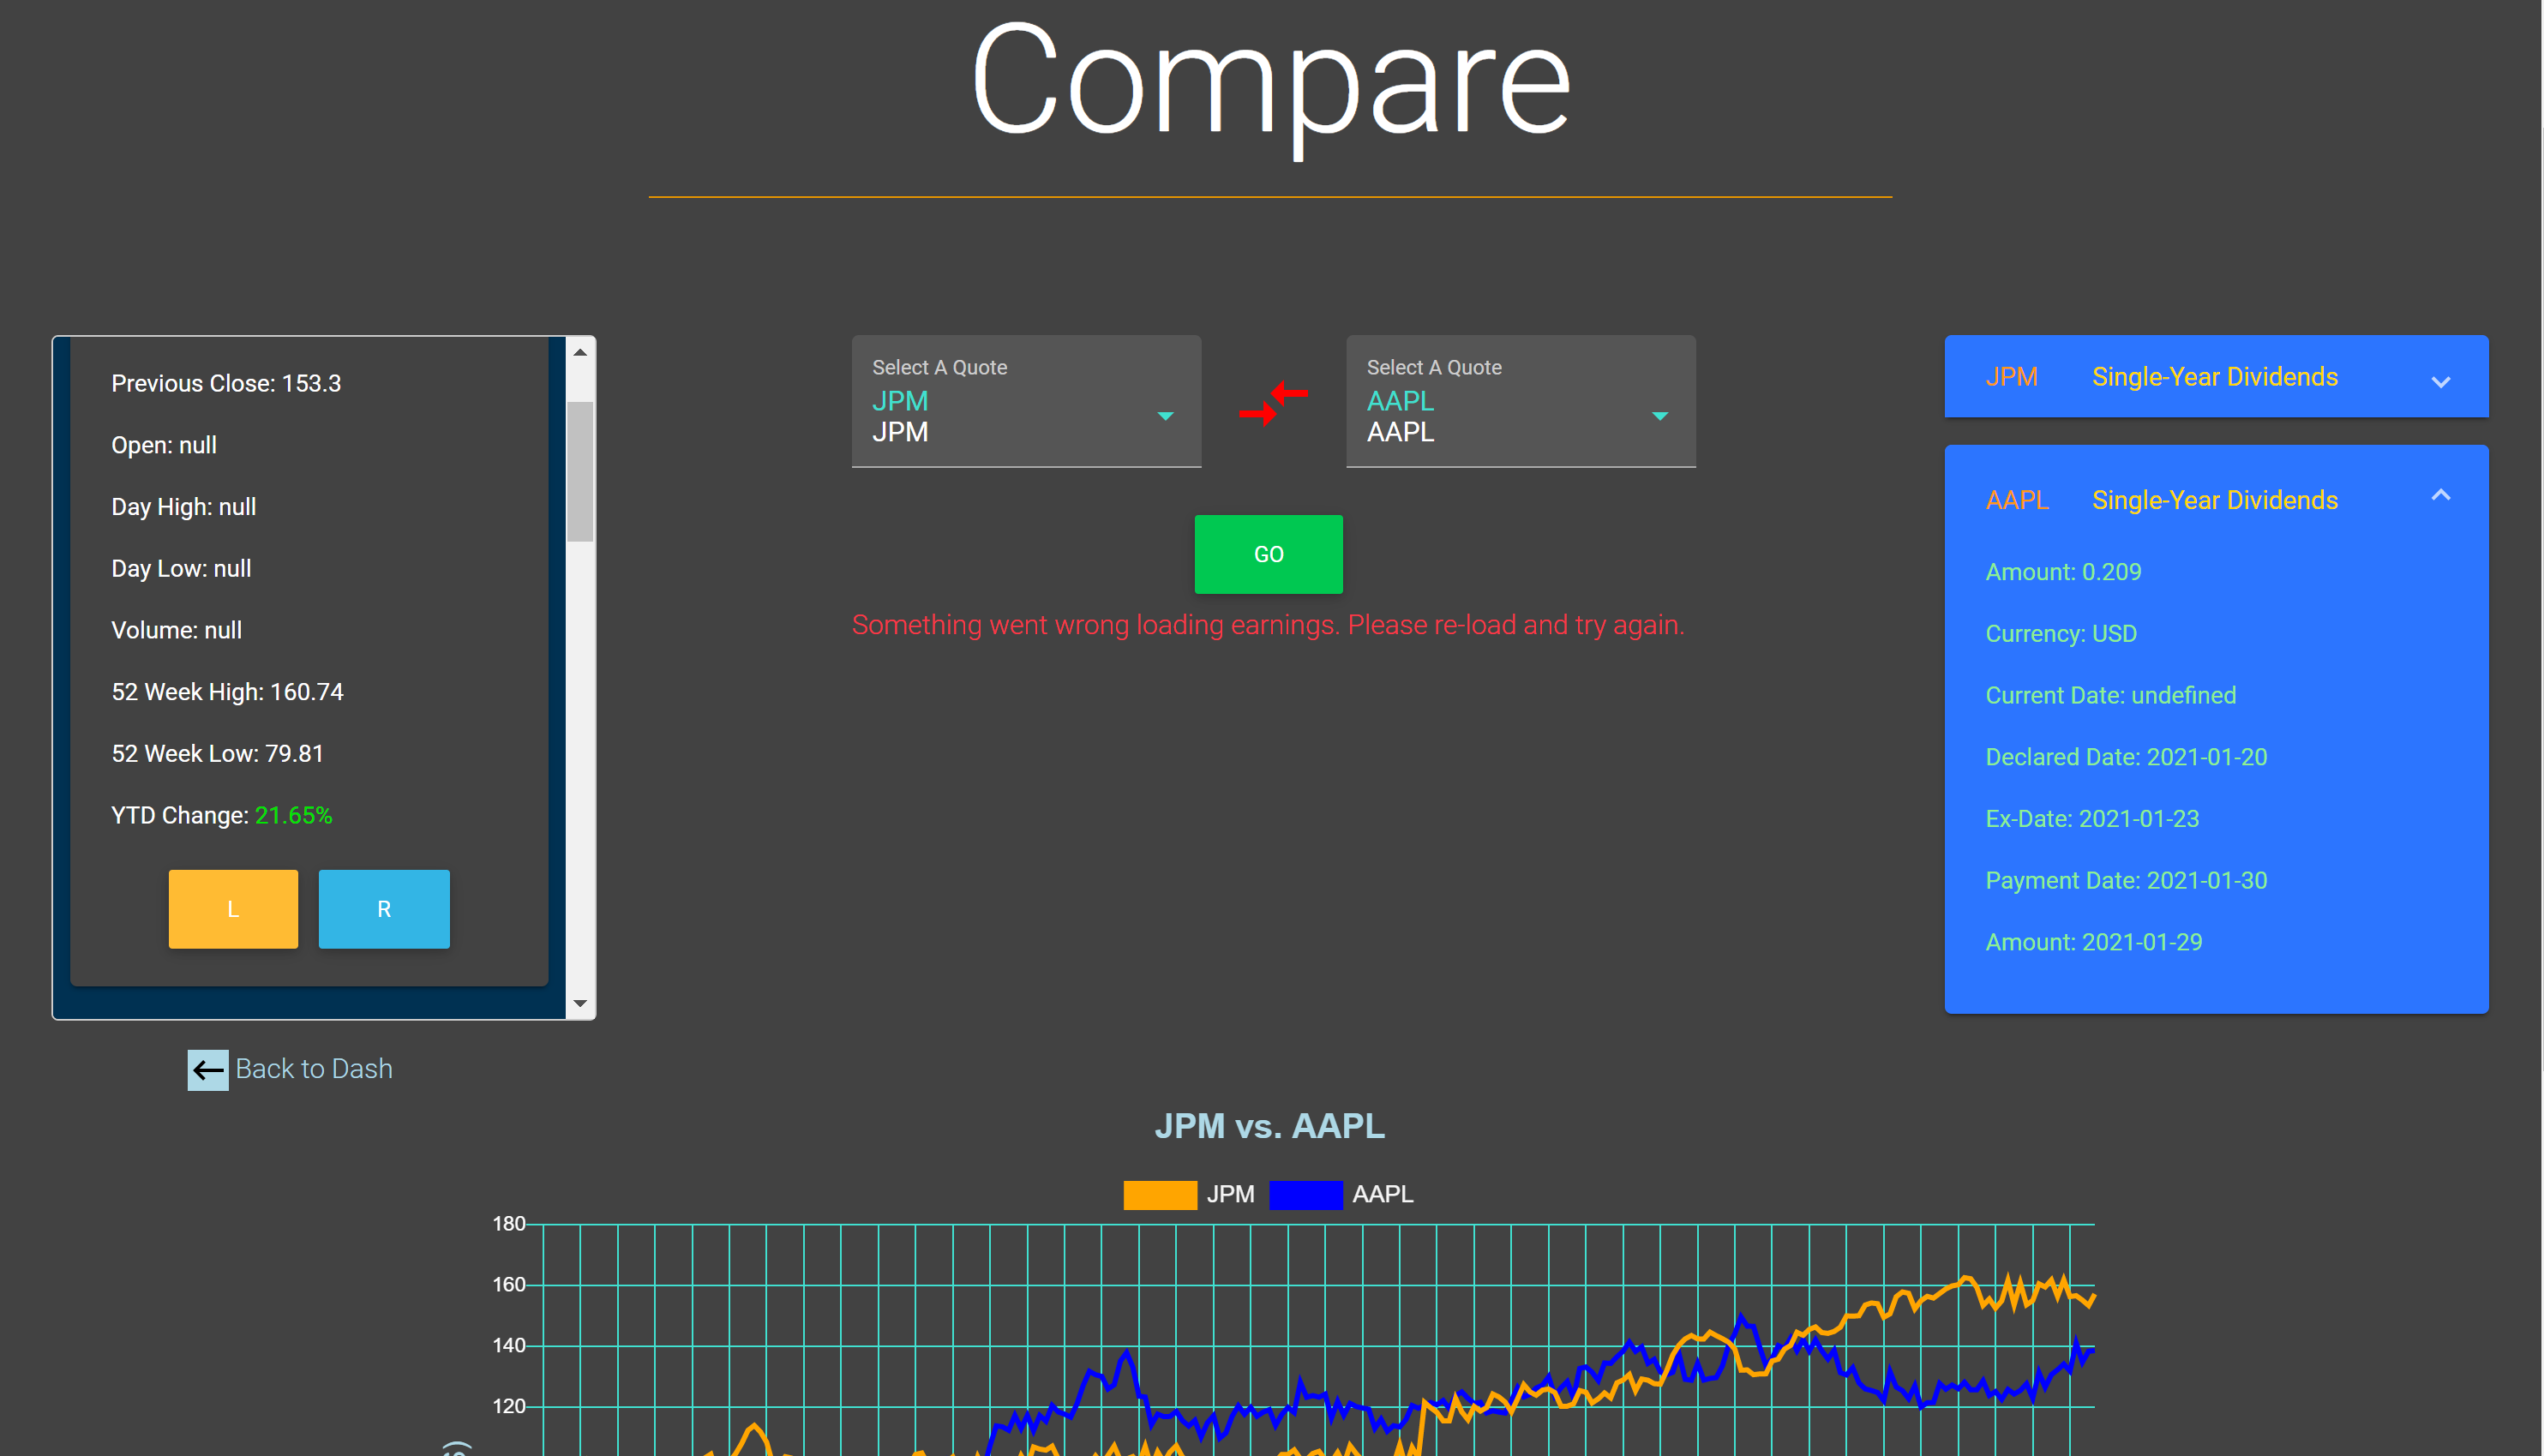 Compare
Previous Close: 153.3
Open: null
Day High: null
Day Low: null
Volume: null
52 Week High: 160.74
52 Week Low: 79.81
YTD Change: 21.65%
L
R
Back to Dash
Select A Quote
JPM
JPM
Select A Quote
AAPL
AAPL
GO
Something went wrong loading earnings. Please re-load and try again.
JPM Single-Year Dividends
AAPL Single-Year Dividends
Amount: 0.209
Currency: USD
Current Date: undefined
Declared Date: 2021-01-20
Ex-Date: 2021-01-23
Payment Date: 2021-01-30
Amount: 2021-01-29
JPM vs. AAPL
JPM
AAPL
180
160
140
120